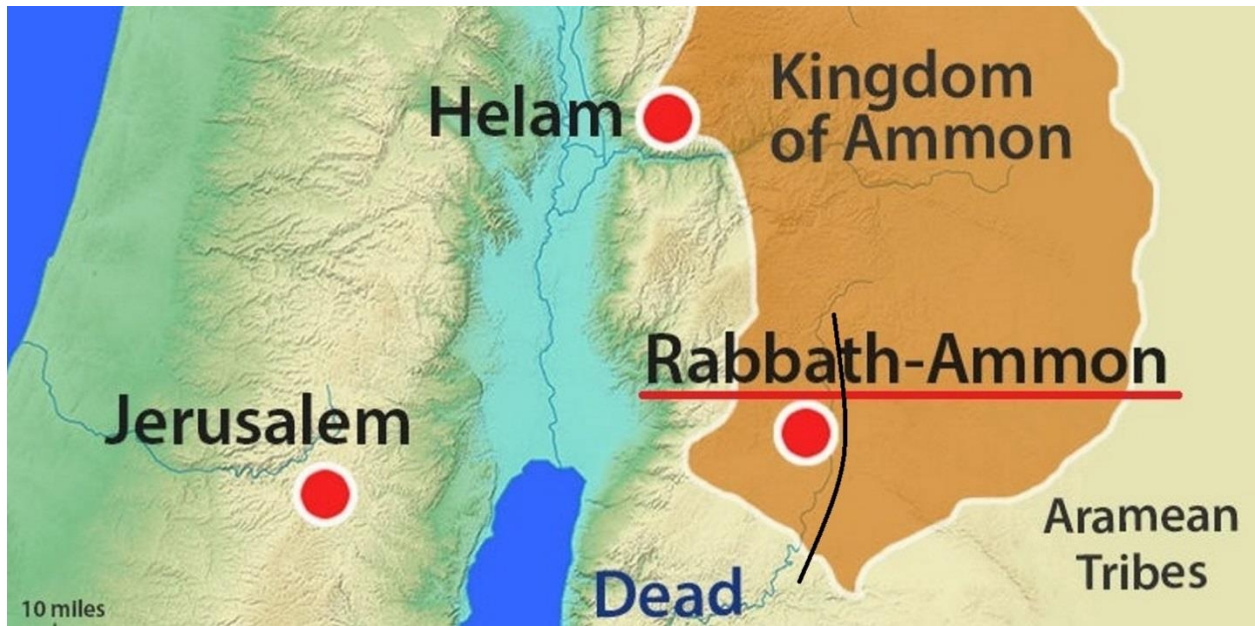 Kingdom
of Ammon
Helam
Rabbath-Ammon
Jerusalem
Aramean
Tribes
Dead
10 miles